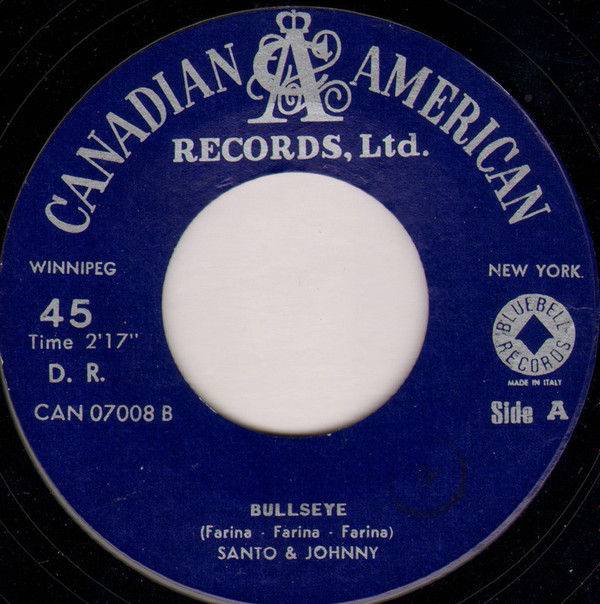 CANADIAN AMERICAN
RECORDS, Ltd.
WINNIPEG
NEW YORK.
45
Time 2'17"
D. R.
CAN 07008 B
BLUEBELL
RECORDS
MADE IN ITALY
Side A
BULLSEYE
(Farina - Farina - Farina)
SANTO & JOHNNY